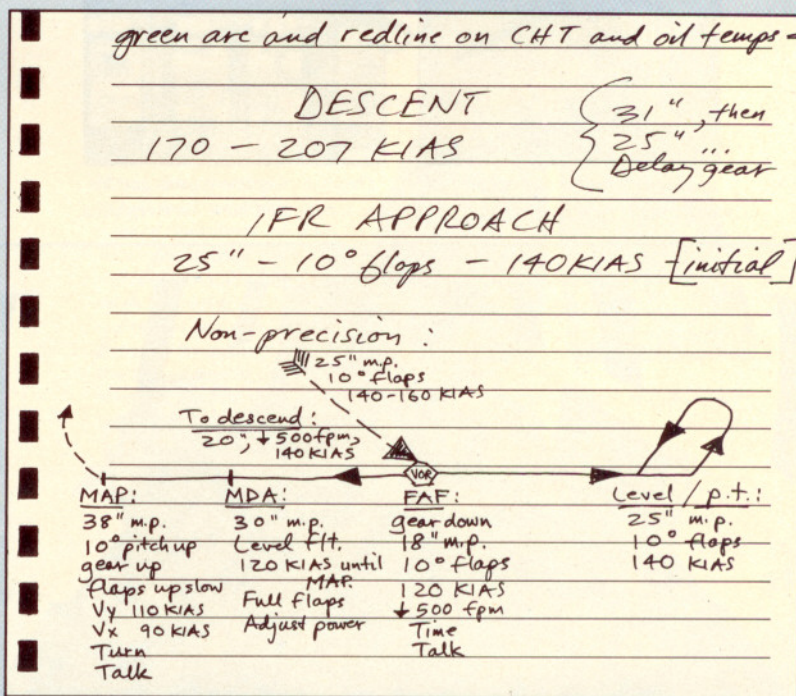 green arc and redline on CHT and oil temps -
DESCENT
170 - 207 KIAS
31", then
25" ...
Delay gear
IFR APPROACH
25" - 10° flaps - 140 KIAS - [initial]
Non-precision:
25" m.p.
10° flaps
140-160 KIAS
To descend:
20", ↓500 fpm,
140 KIAS
VOR
MAP:
38" m.p.
10° pitch up
gear up
flaps up slow
Vy 110 KIAS
Vx 90 KIAS
Turn
Talk
MDA:
30" m.p.
Level flt.
120 KIAS until
MAP.
Full flaps
Adjust power
FAF:
gear down
18" m.p.
10° flaps
120 KIAS
↓500 fpm
Time
Talk
Level / p.t.:
25" m.p.
10° flaps
140 KIAS